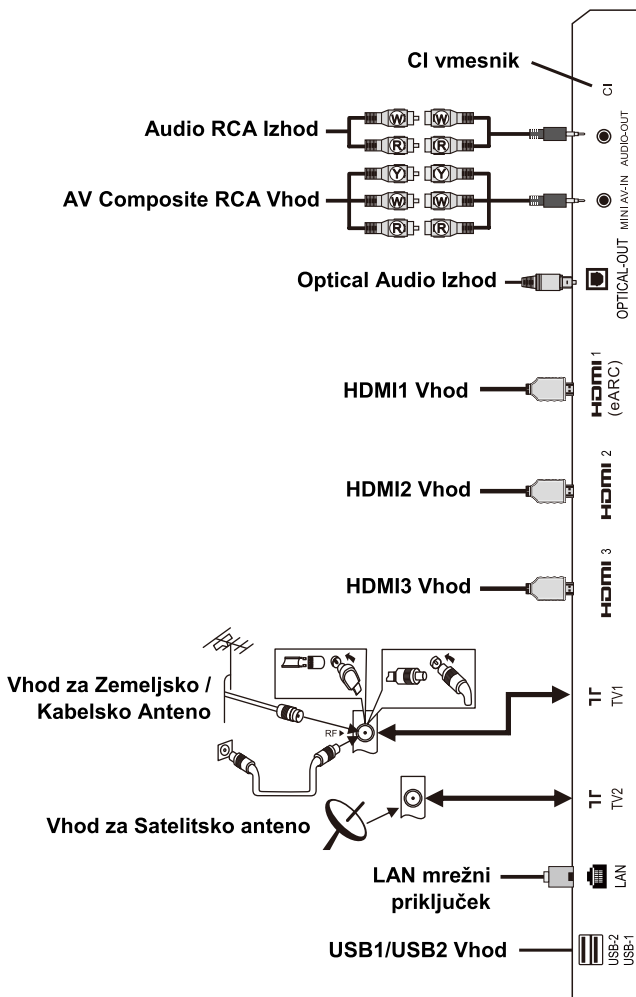 CI vmesnik
CI
Audio RCA Izhod
W W
R R
AUDIO-OUT
AV Composite RCA Vhod
Y Y
W W
R R
MINI AV-IN
Optical Audio Izhod
OPTICAL-OUT
HDMI1 Vhod
HDMI 1
(eARC)
HDMI2 Vhod
HDMI 2
HDMI3 Vhod
HDMI 3
Vhod za Zemeljsko /
Kabelsko Anteno
RF
TV1
Vhod za Satelitsko anteno
TV2
LAN mrežni
priključek
LAN
USB1/USB2 Vhod
USB-2
USB-1